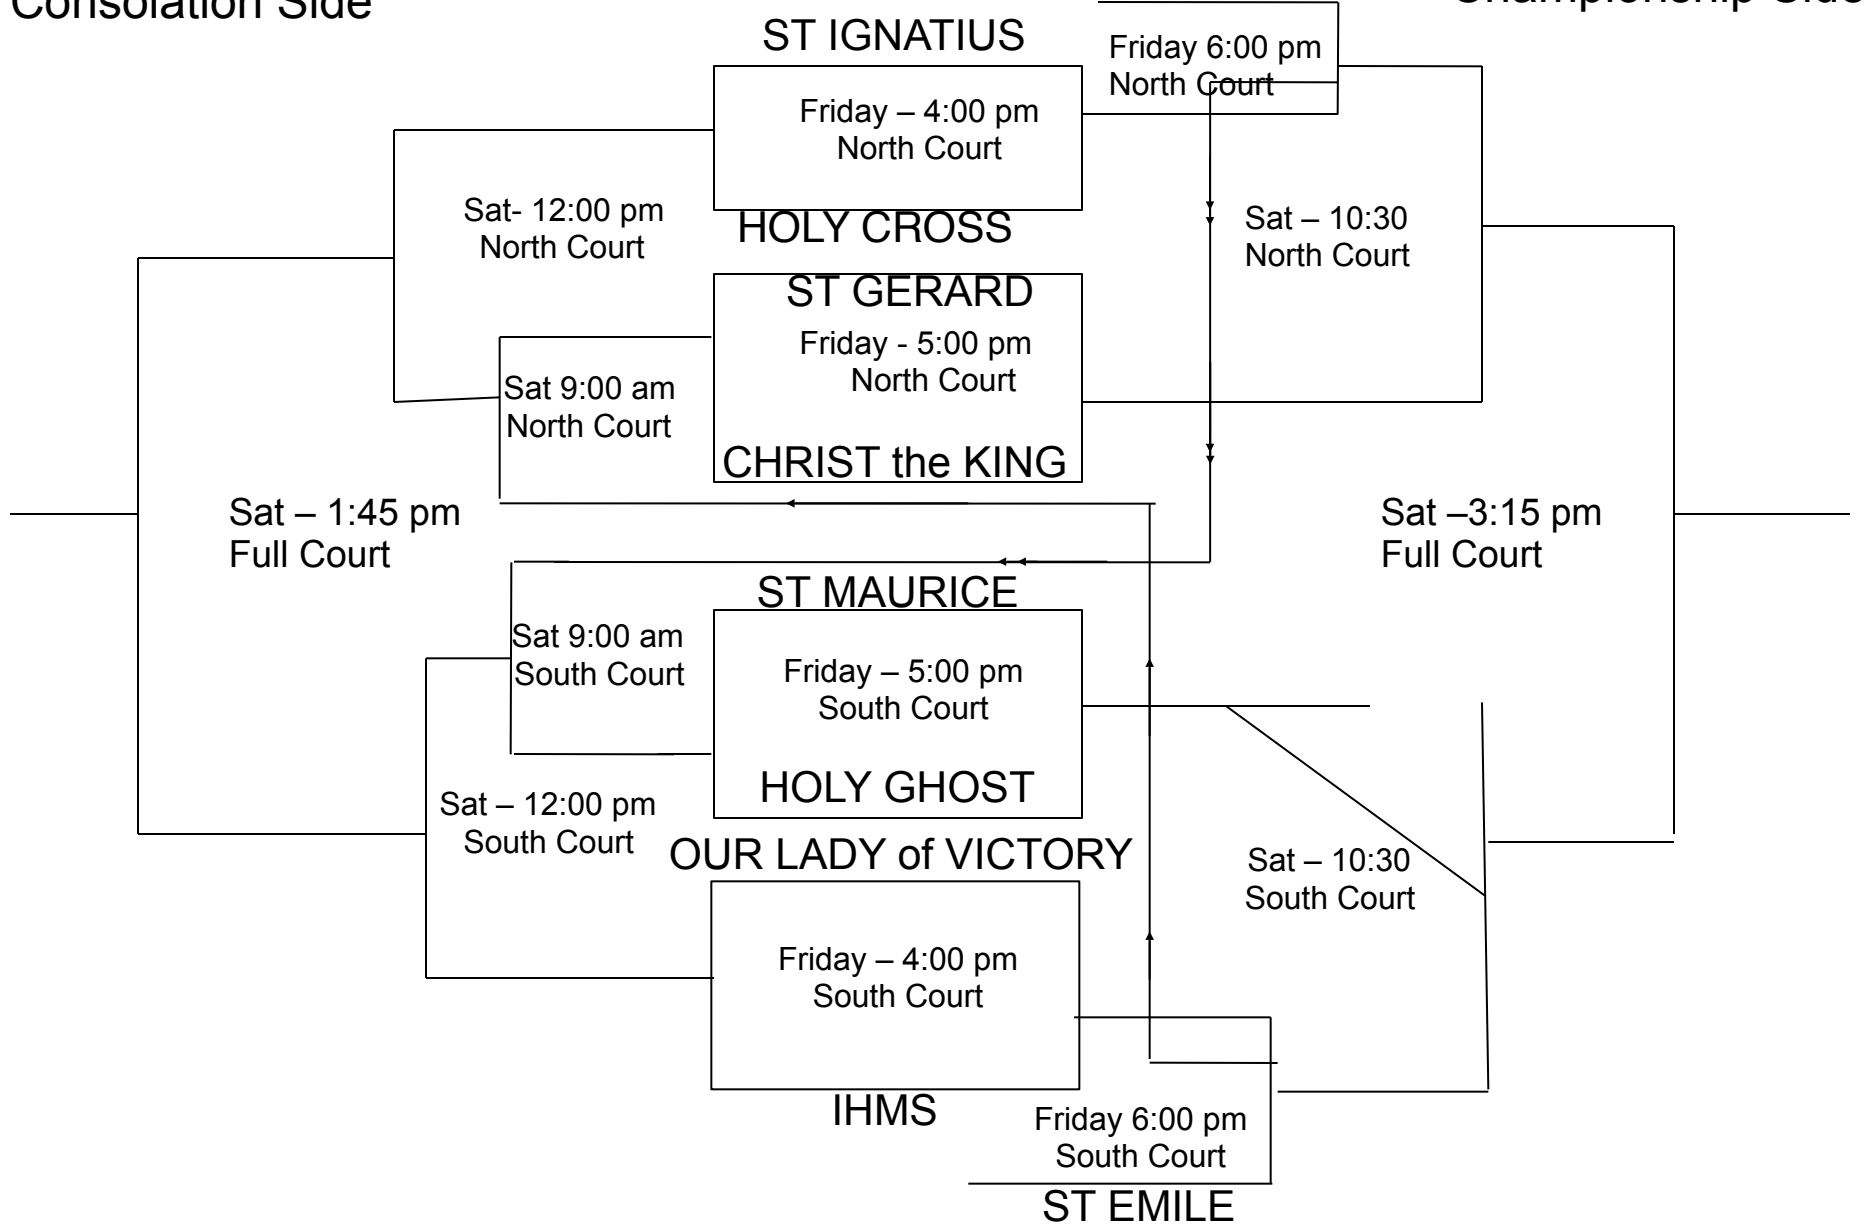 Consolation Side
Championship Side
ST IGNATIUS
Friday 6:00 pm
North Court
Friday – 4:00 pm
North Court
Sat- 12:00 pm
North Court
HOLY CROSS
Sat – 10:30
North Court
ST GERARD
Friday - 5:00 pm
North Court
Sat 9:00 am
North Court
CHRIST the KING
Sat – 1:45 pm
Full Court
Sat –3:15 pm
Full Court
ST MAURICE
Sat 9:00 am
South Court
Friday – 5:00 pm
South Court
HOLY GHOST
Sat – 12:00 pm
South Court
OUR LADY of VICTORY
Sat – 10:30
South Court
Friday – 4:00 pm
South Court
IHMS
Friday 6:00 pm
South Court
ST EMILE